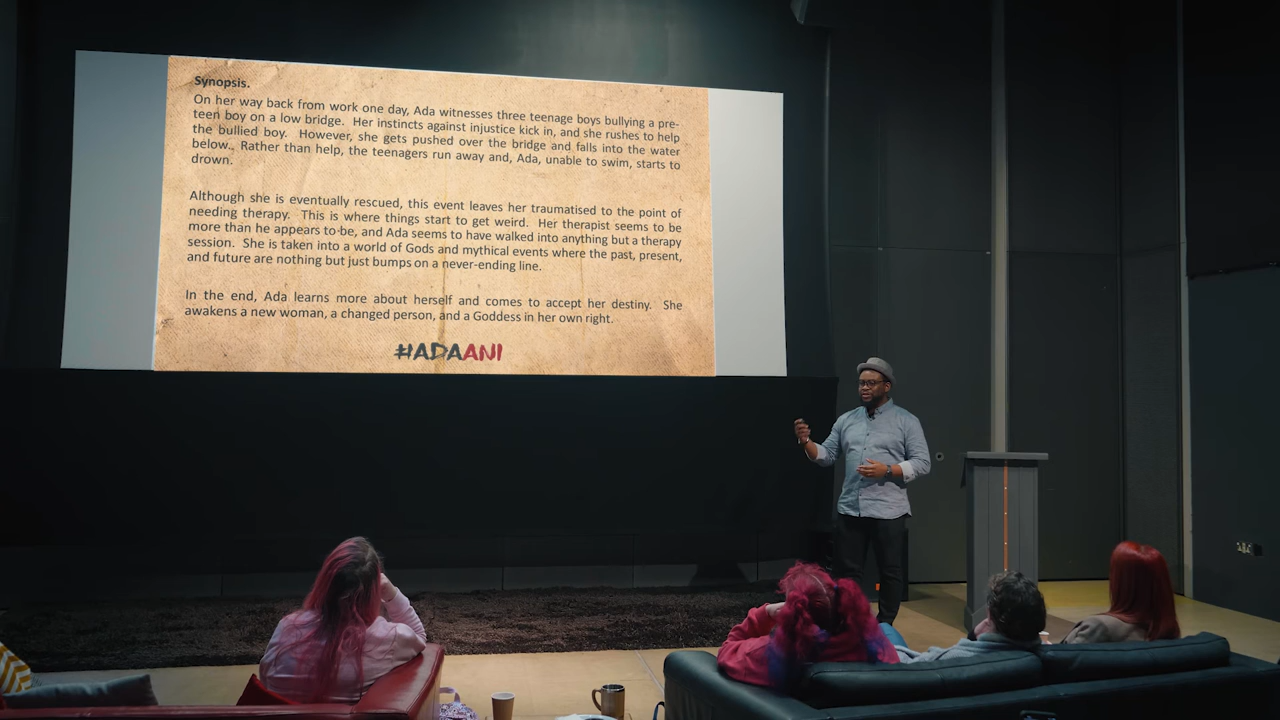 Synopsis.
On her way back from work one day, Ada witnesses three teenage boys bullying a pre-
teen boy on a low bridge. Her instincts against injustice kick in, and she rushes to help
the bullied boy. However, she gets pushed over the bridge and falls into the water
below.. Rather than help, the teenagers run away and, Ada, unable to swim, starts to
drown.
Although she is eventually rescued, this event leaves her traumatised to the point of
needing therapy. This is where things start to get weird. Her therapist seems to be
more than he appears to be, and Ada seems to have walked into anything but a therapy
session. She is taken into a world of Gods and mythical events where the past, present,
and future are nothing but just bumps on a never-ending line.
In the end, Ada learns more about herself and comes to accept her destiny. She
awakens a new woman, a changed person, and a Goddess in her own right.
#ADAANI